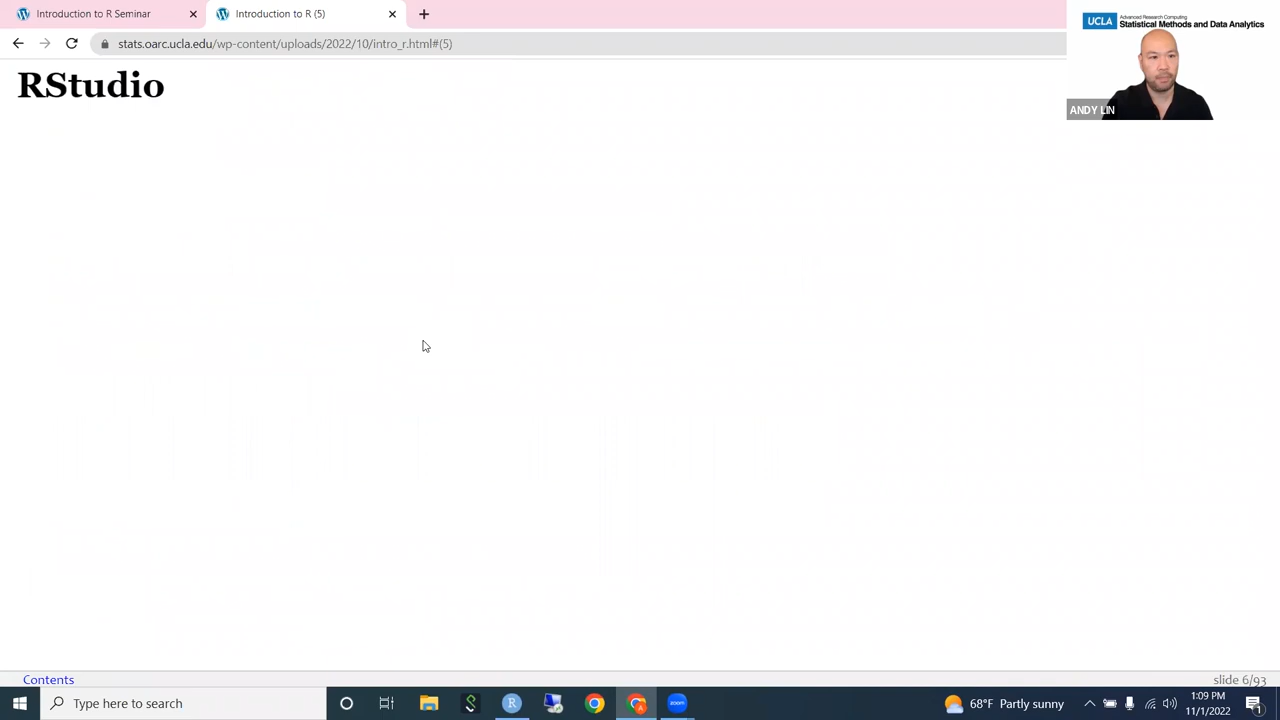 Introduction to R Seminar
Introduction to R (5)
stats.oarc.ucla.edu/wp-content/uploads/2022/10/intro_r.html#(5)
UCLA
Advanced Research Computing
Statistical Methods and Data Analytics
ANDY LIN
RStudio
Contents
slide 6/93
Type here to search
zoom
68°F Partly sunny
1:09 PM
11/1/2022
1